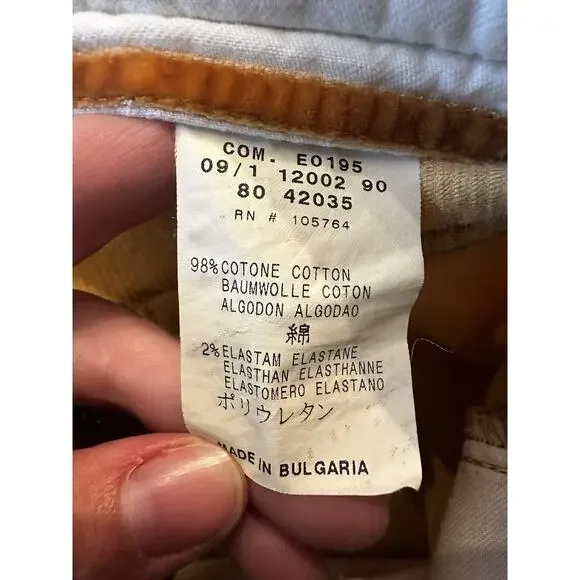 COM. E0195
09/1 12002 90
80 42035
RN # 105764
98% COTONE COTTON
BAUMWOLLE COTON
ALGODON ALGODAO
綿
2% ELASTAM ELASTANE
ELASTHAN ELASTHANNE
ELASTOMERO ELASTANO
ポリウレタン
MADE IN BULGARIA